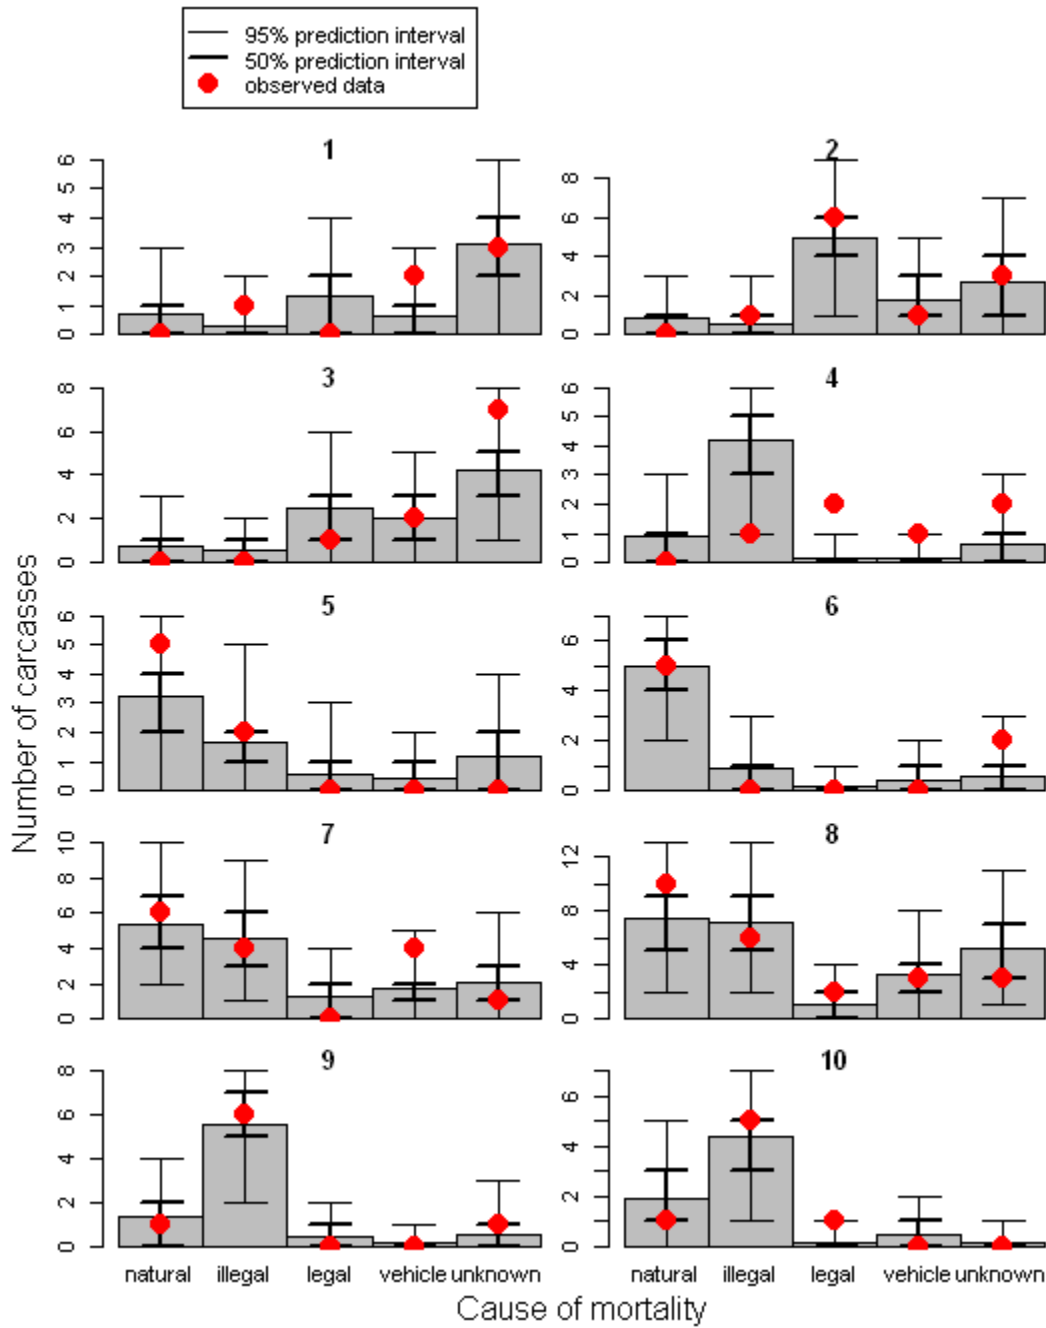 95% prediction interval
50% prediction interval
observed data
1
0 1 2 3 4 5 6
2
0 2 4 6 8
3
0 2 4 6 8
4
0 1 2 3 4 5 6
5
0 1 2 3 4 5 6
6
0 2 4 6
7
0 2 4 6 8 10
8
0 4 8 12
9
0 2 4 6 8
10
0 2 4 6
Number of carcasses
natural illegal legal vehicle unknown
natural illegal legal vehicle unknown
Cause of mortality